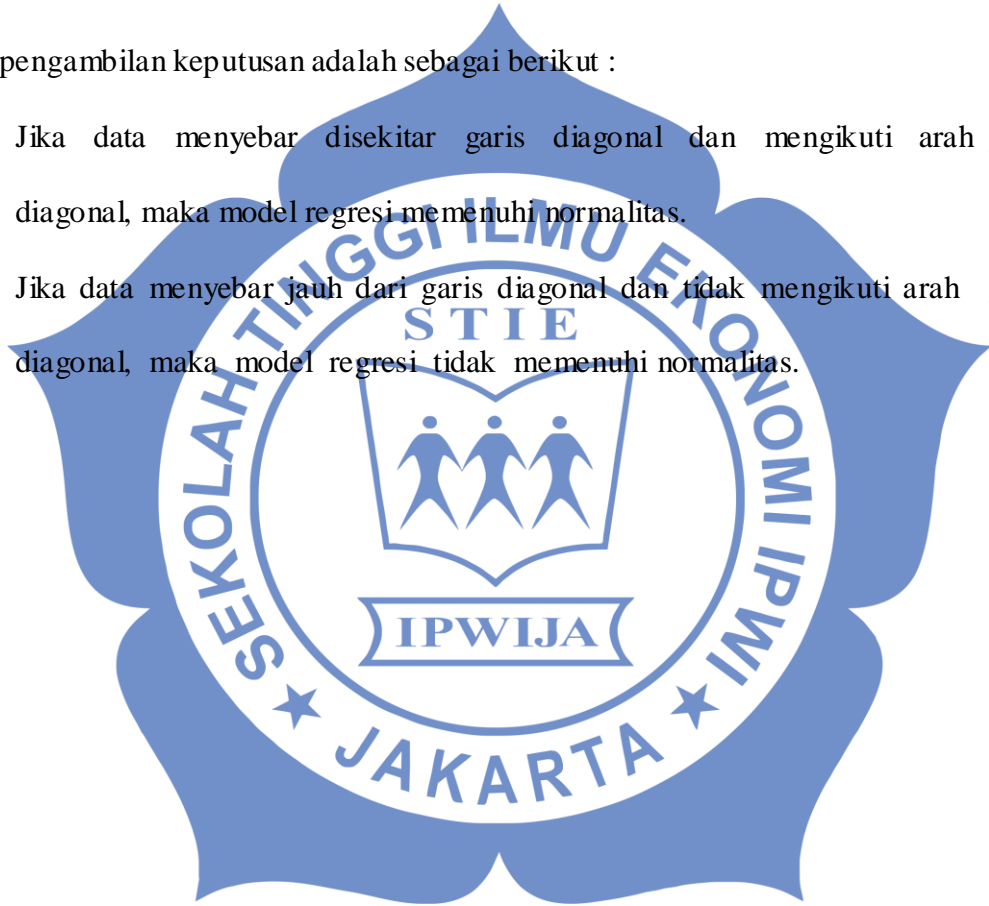 pengambilan keputusan adalah sebagai berikut :
Jika data menyebar disekitar garis diagonal dan mengikuti arah
diagonal, maka model regresi memenuhi normalitas.
Jika data menyebar jauh dari garis diagonal dan tidak mengikuti arah
diagonal, maka model regresi tidak memenuhi normalitas.
SEKOLAH TINGGI ILMU EKONOMI IPWI
STIE
IPWIJA
JAKARTA